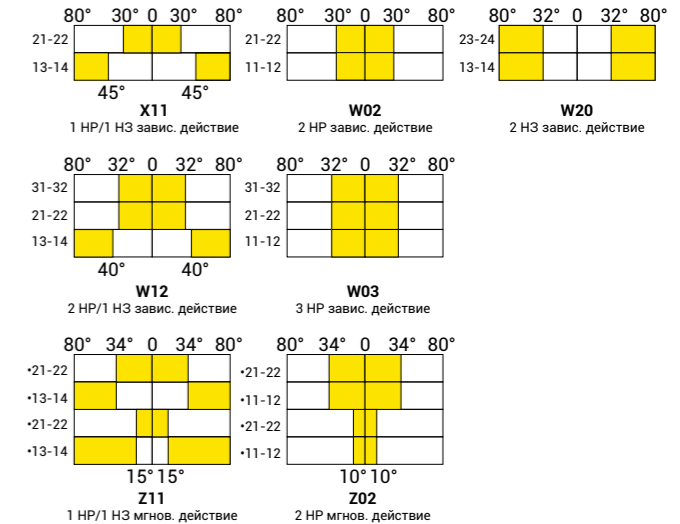 80° 30° 0 30° 80°
21-22
13-14
45° 45°
X11
1 НР/1 НЗ завис. действие
80° 30° 0 30° 80°
21-22
11-12
W02
2 НР завис. действие
80° 32° 0 32° 80°
23-24
13-14
W20
2 НЗ завис. действие
80° 32° 0 32° 80°
31-32
21-22
13-14
40° 40°
W12
2 НР/1 НЗ завис. действие
80° 32° 0 32° 80°
31-32
21-22
11-12
W03
3 НР завис. действие
80° 34° 0 34° 80°
•21-22
•13-14
•21-22
•13-14
15° 15°
Z11
1 НР/1 НЗ мгнов. действие
80° 34° 0 34° 80°
•21-22
•11-12
•21-22
•11-12
10° 10°
Z02
2 НР мгнов. действие